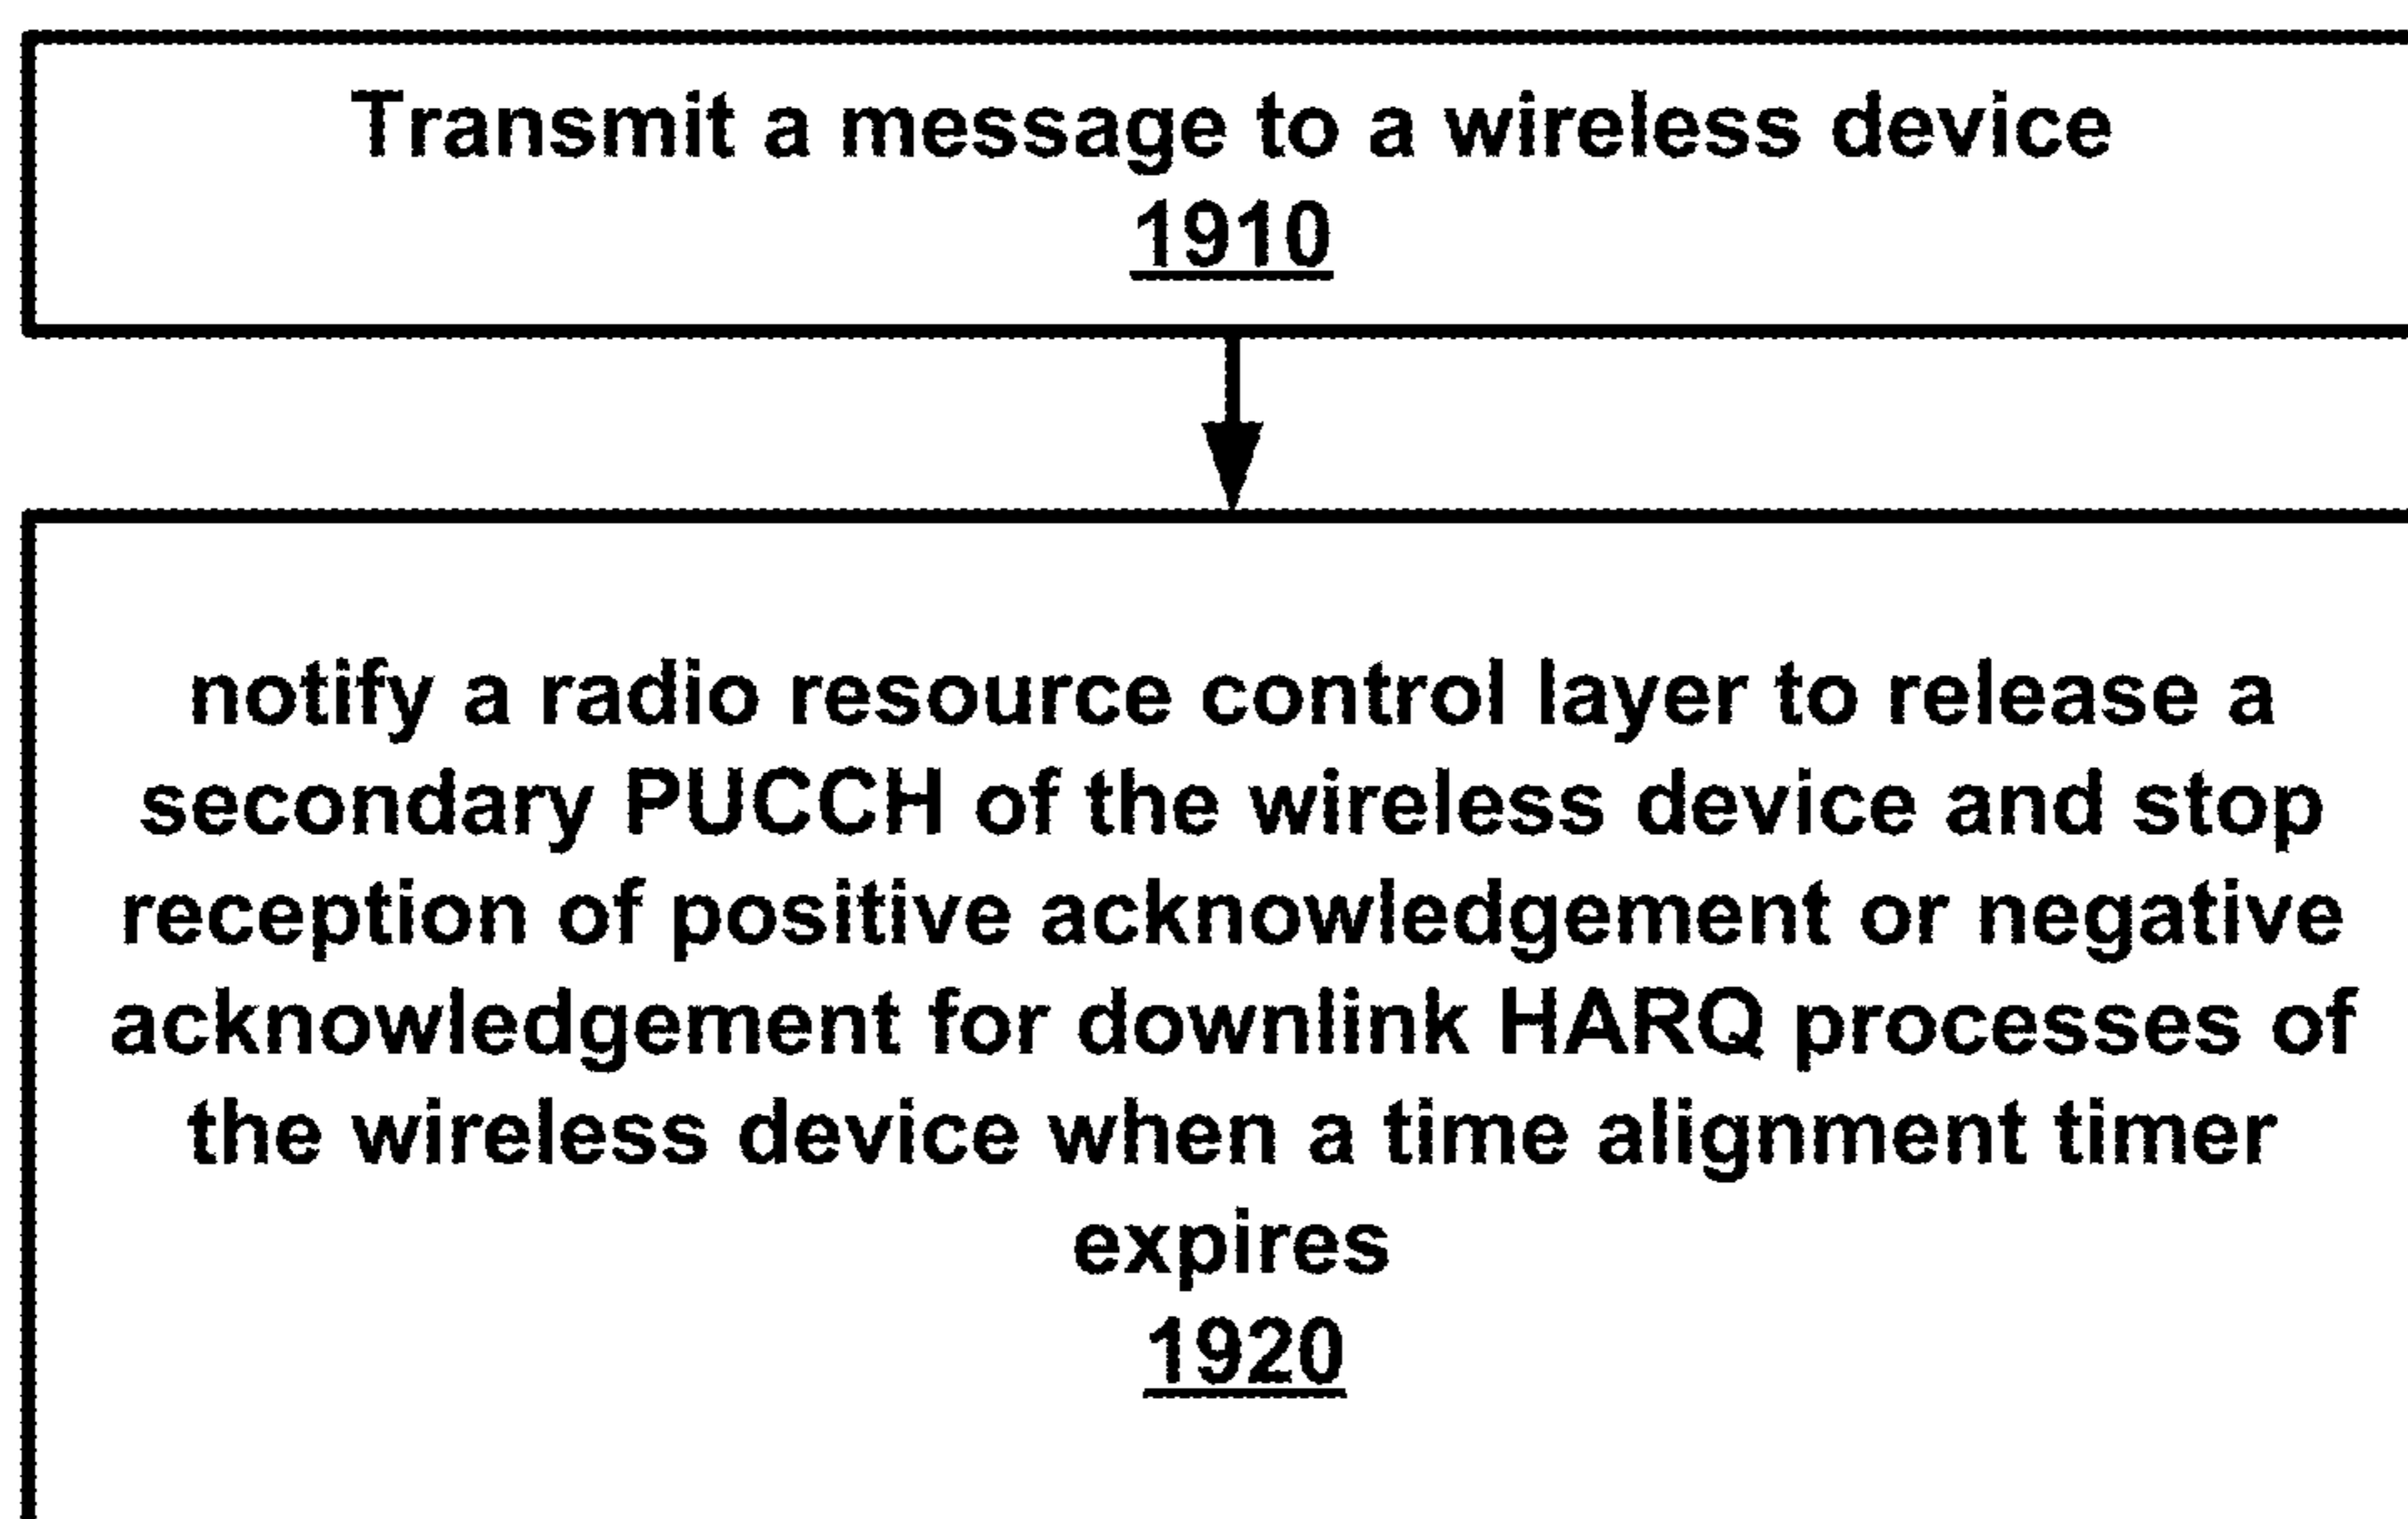 Transmit a message to a wireless device
1910
notify a radio resource control layer to release a
secondary PUCCH of the wireless device and stop
reception of positive acknowledgement or negative
acknowledgement for downlink HARQ processes of
the wireless device when a time alignment timer
expires
1920